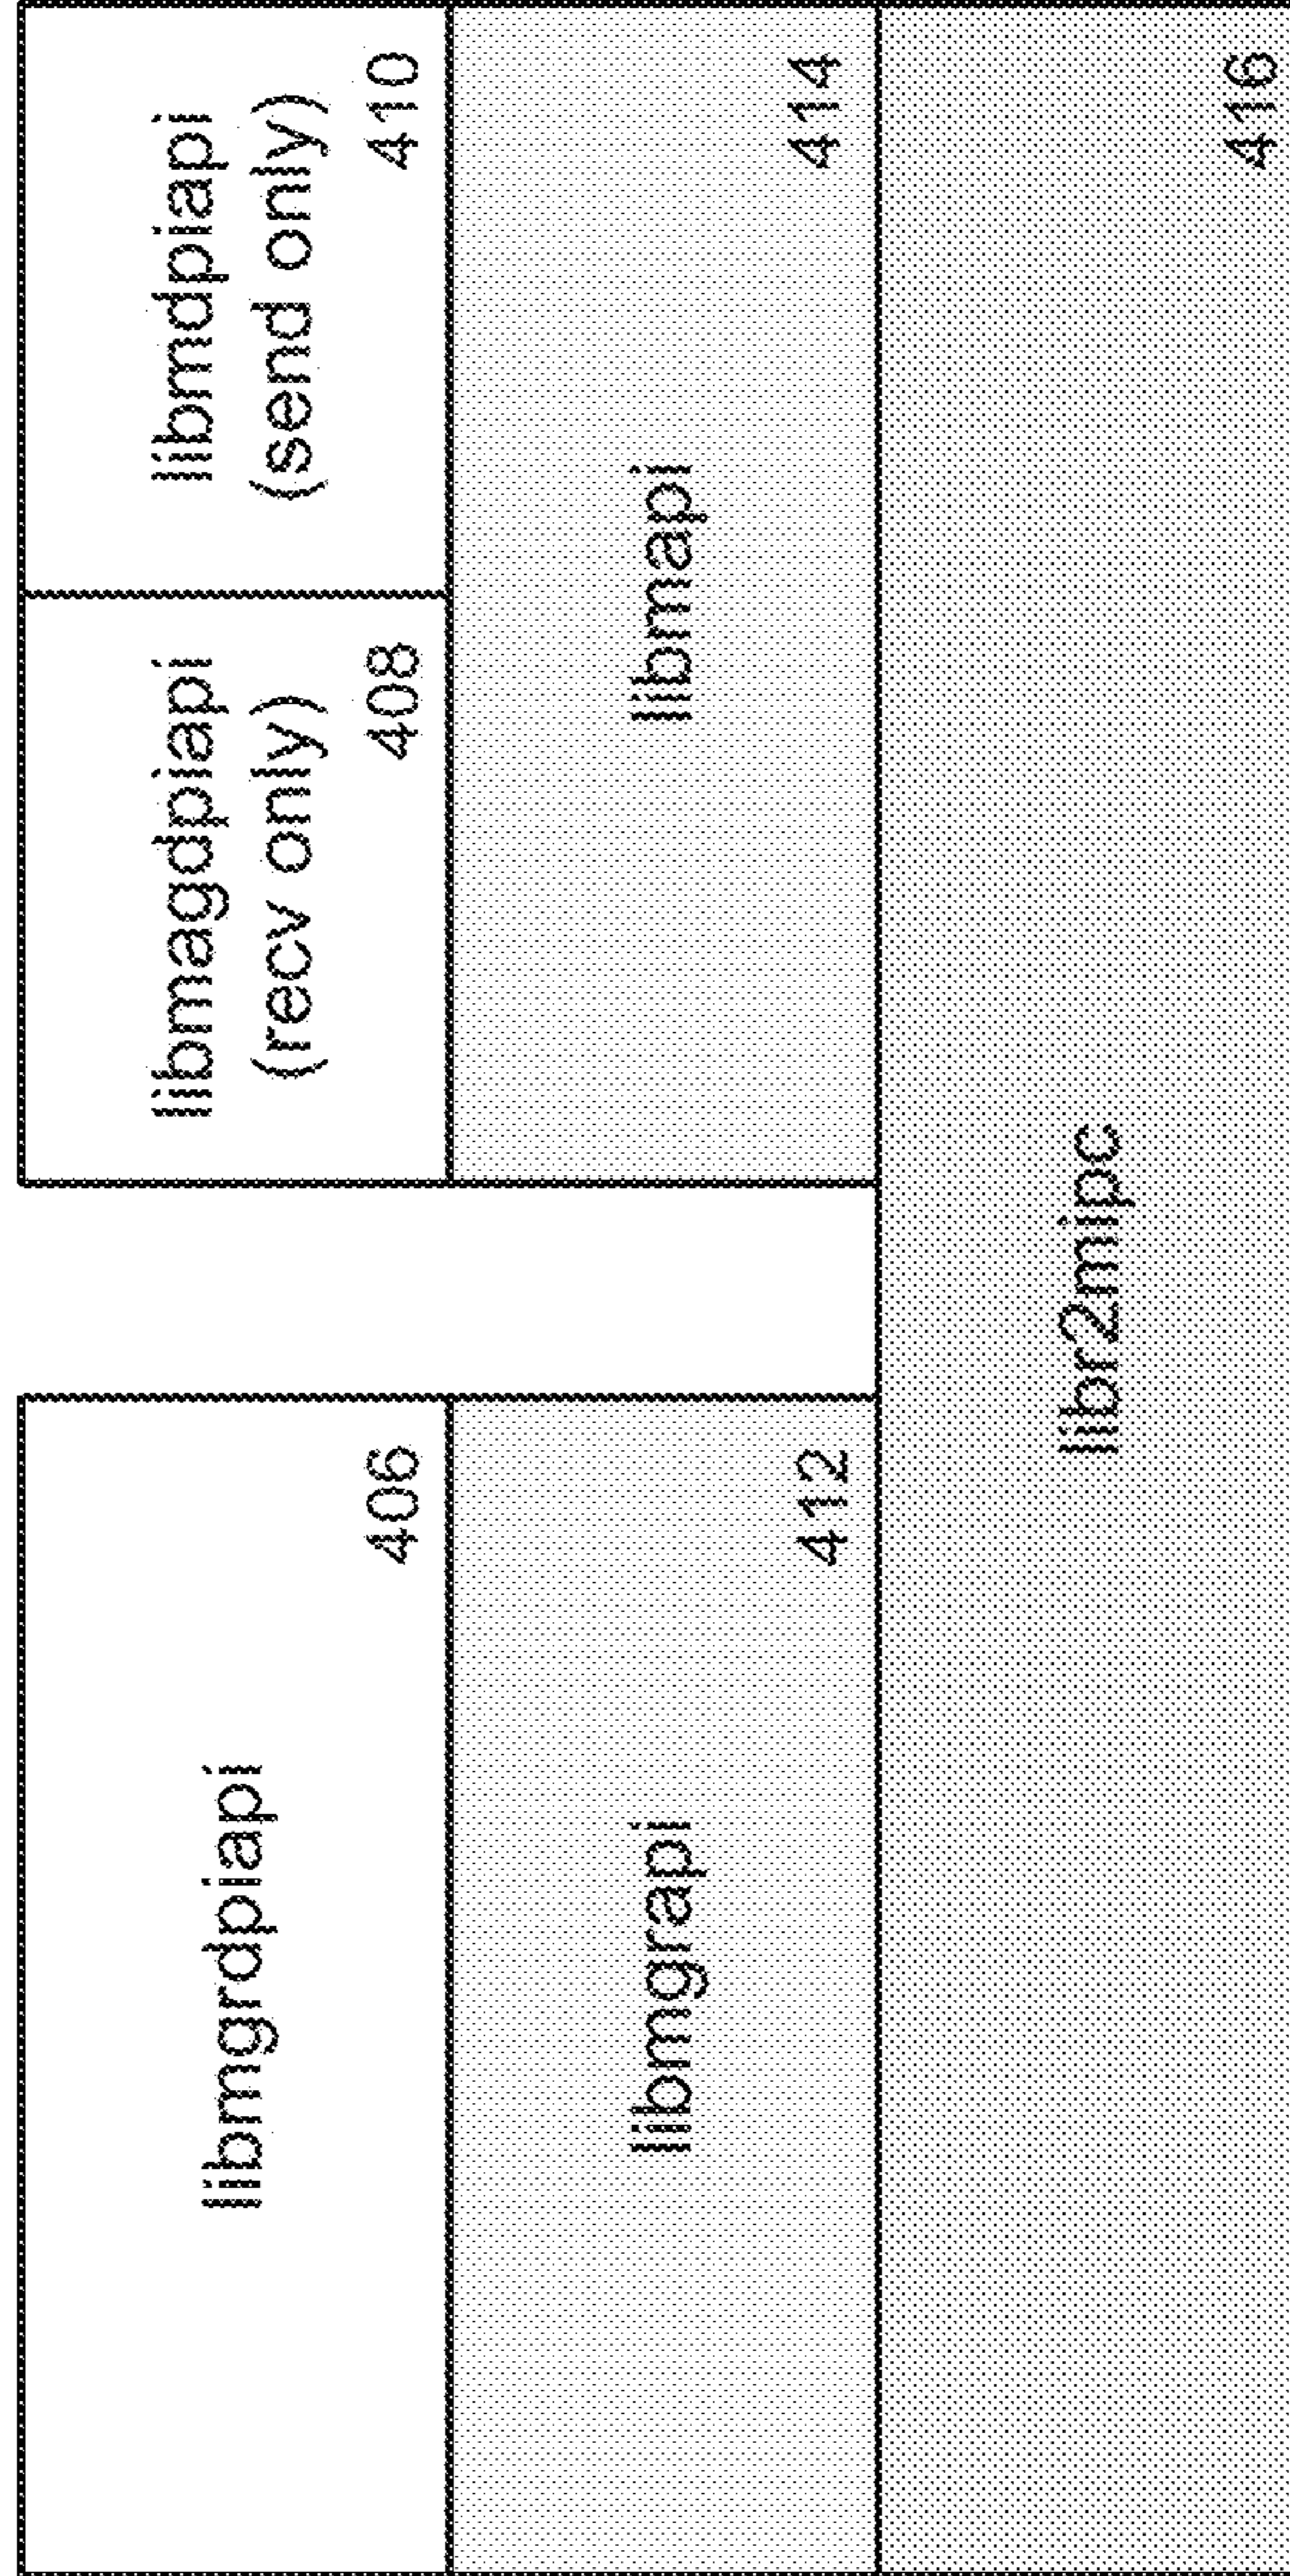 libmgrdpiapi
406
libmagdpiapi
(recv only)
408
libmdpiapi
(send only)
410
libmgrapi
412
libmapi
414
libr2mipc
416